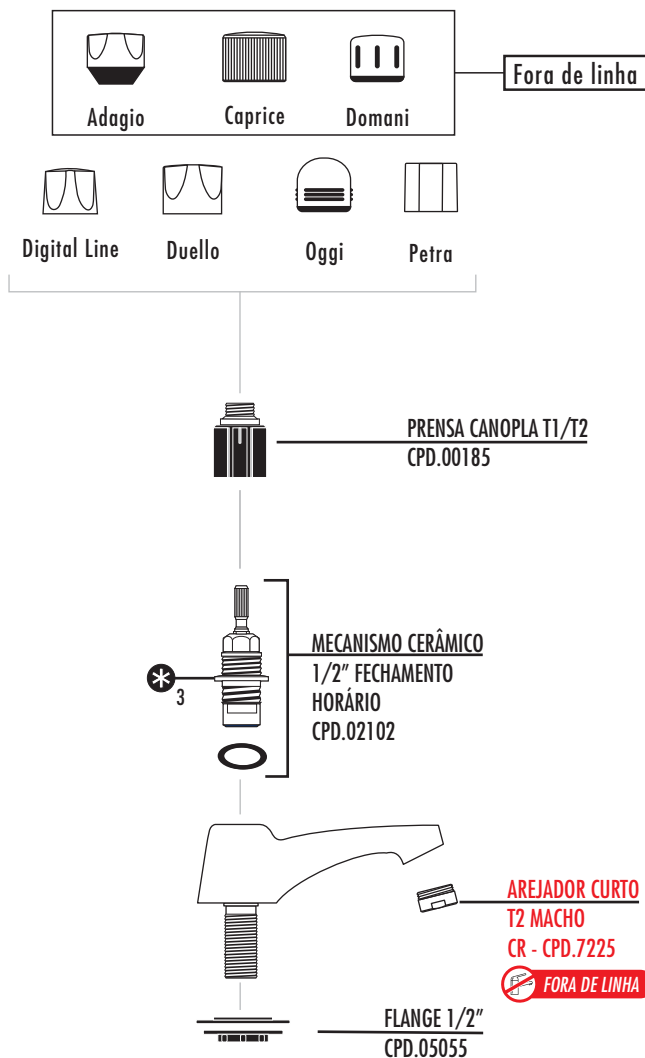 Fora de linha
Adagio
Caprice
Domani
Digital Line
Duello
Oggi
Petra
PRENSA CANOPLA T1/T2
CPD.00185
MECANISMO CERÂMICO
1/2" FECHAMENTO
HORÁRIO
CPD.02102
3
AREJADOR CURTO
T2 MACHO
CR - CPD.7225
FORA DE LINHA
FLANGE 1/2"
CPD.05055